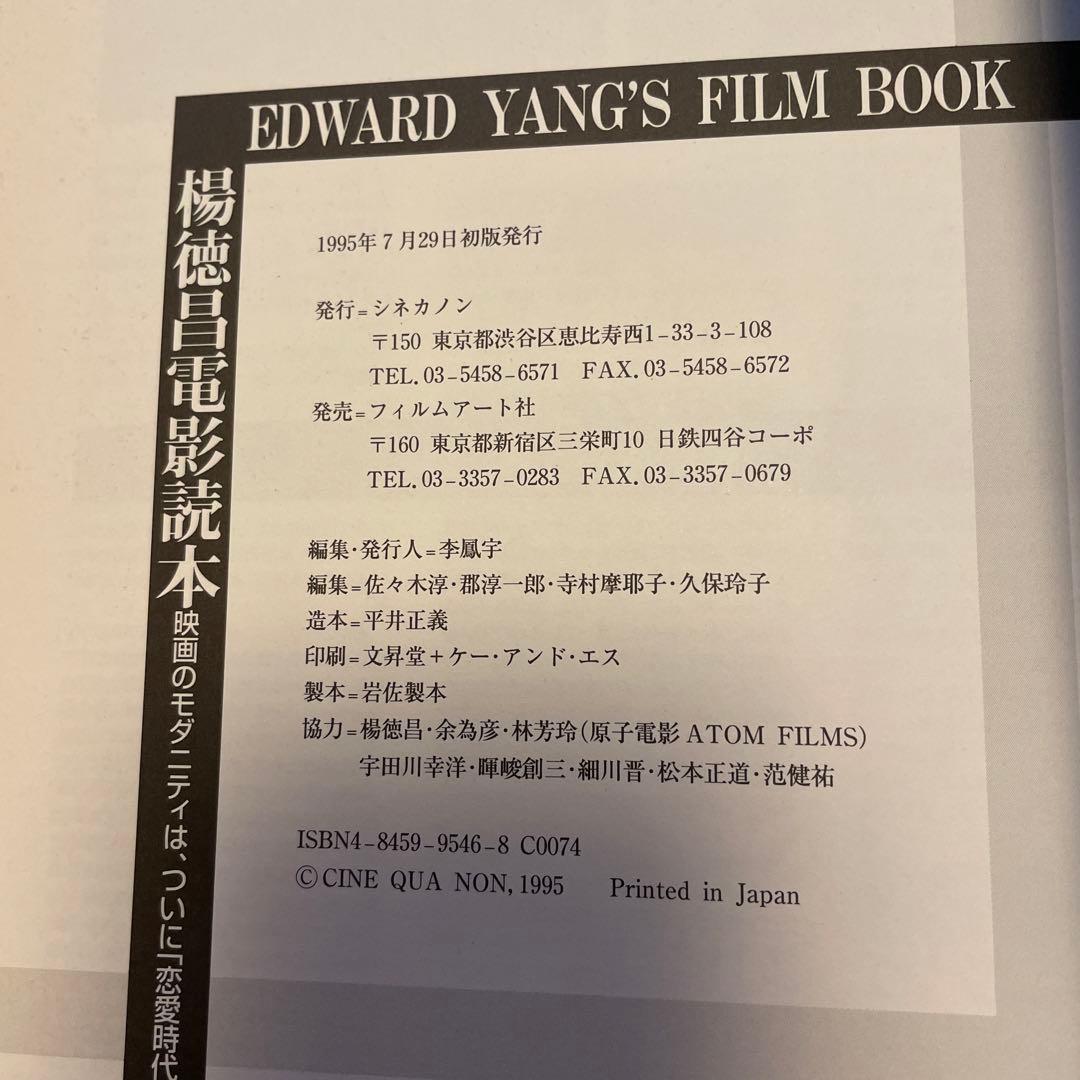 EDWARD YANG'S FILM BOOK
楊徳昌電影読本
映画のモダニティは、ついに「恋愛時代
1995年7月29日初版発行
発行=シネカノン
〒150 東京都渋谷区恵比寿西1-33-3-108
TEL.03-5458-6571 FAX.03-5458-6572
発売=フィルムアート社
〒160 東京都新宿区三栄町10 日鉄四谷コーポ
TEL.03-3357-0283 FAX.03-3357-0679
編集・発行人=李鳳宇
編集=佐々木淳・郡淳一郎・寺村摩耶子・久保玲子
造本=平井正義
印刷=文昇堂+ケー・アンド・エス
製本=岩佐製本
協力=楊徳昌・余為彦・林芳玲(原子電影 ATOM FILMS)
宇田川幸洋・暉峻創三・細川晋・松本正道・范健祐
ISBN4-8459-9546-8 C0074
©CINE QUA NON, 1995 Printed in Japan